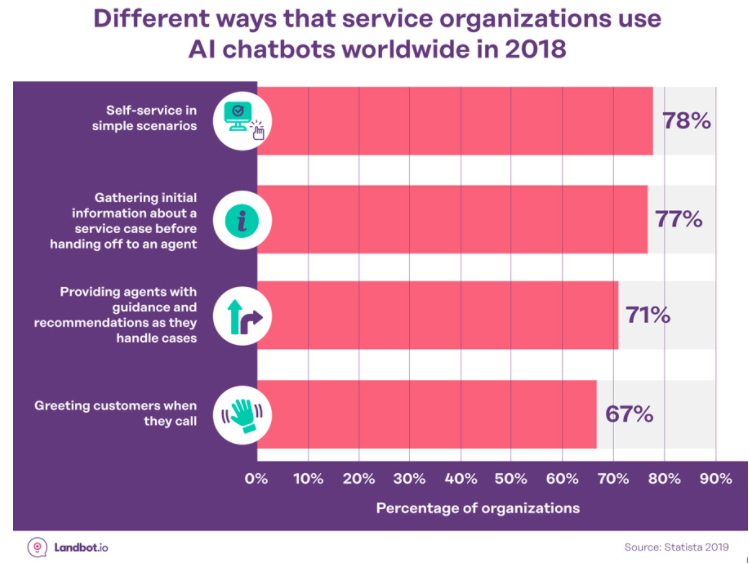 Different ways that service organizations use
AI chatbots worldwide in 2018
Self-service in
simple scenarios
78%
Gathering initial
information about a
service case before
handing off to an agent
i
77%
Providing agents with
guidance and
recommendations as they
handle cases
71%
Greeting customers when
they call
67%
0% 10% 20% 30% 40% 50% 60% 70% 80% 90%
Percentage of organizations
Landbot.io
Source: Statista 2019